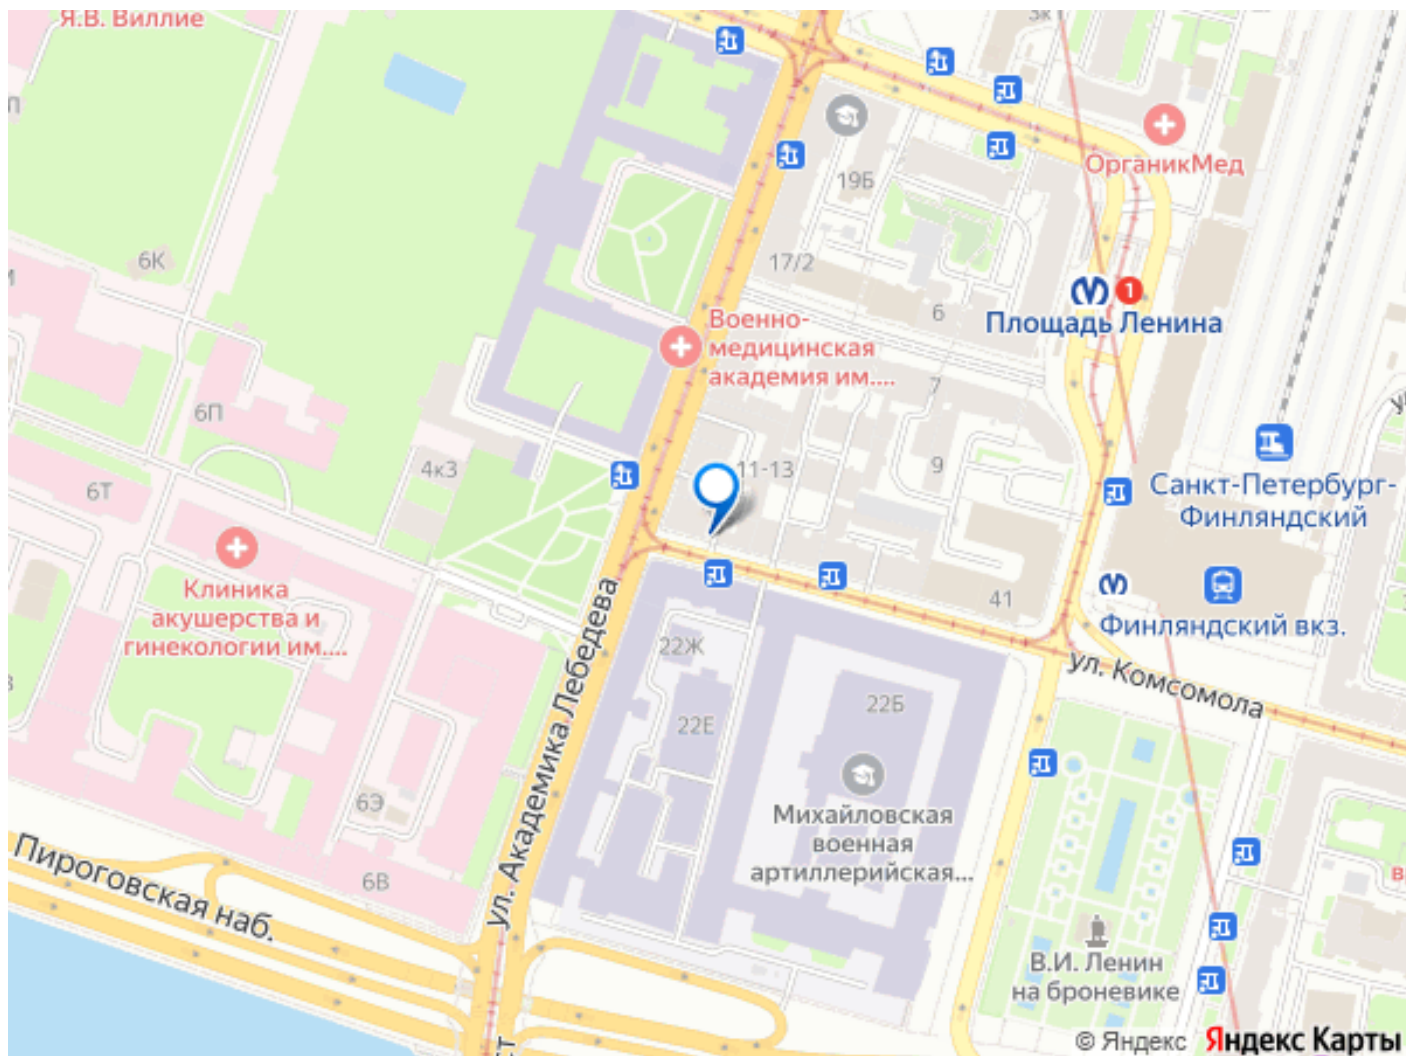 Я.В. Виллие
3к1
ОрганикМед
19Б
17/2
6К
6
1
Площадь Ленина
Военно-
медицинская
академия им....
7
6П
4к3
11-13
9
6Т
Санкт-Петербург-
Финляндский
Клиника
акушерства и
гинекологии им....
41
Финляндский вкз.
ул. Комсомола
ул. Академика Лебедева
22Ж
22Е
22Б
Михайловская
военная
артиллерийская...
6Э
6В
Пироговская наб.
В.И. Ленин
на броневике
© Яндекс Яндекс Карты